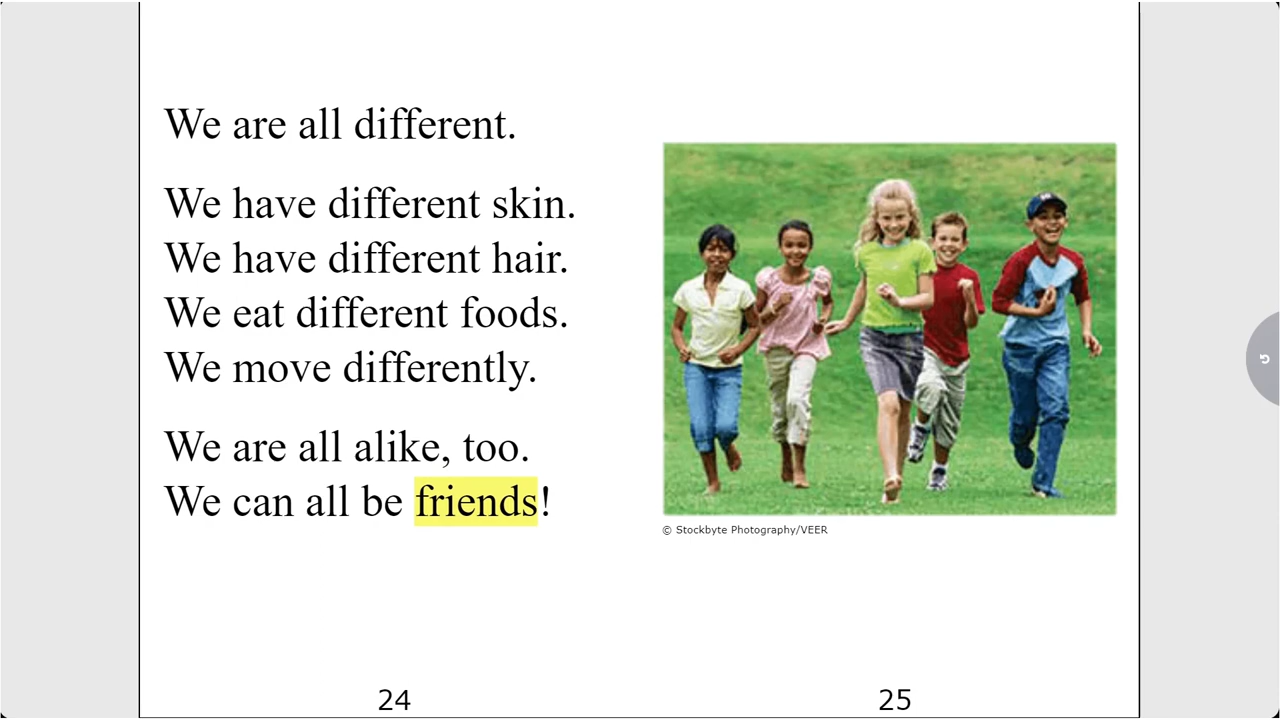 We are all different.
We have different skin.
We have different hair.
We eat different foods.
We move differently.
We are all alike, too.
We can all be friends!
© Stockbyte Photography/VEER
24
25